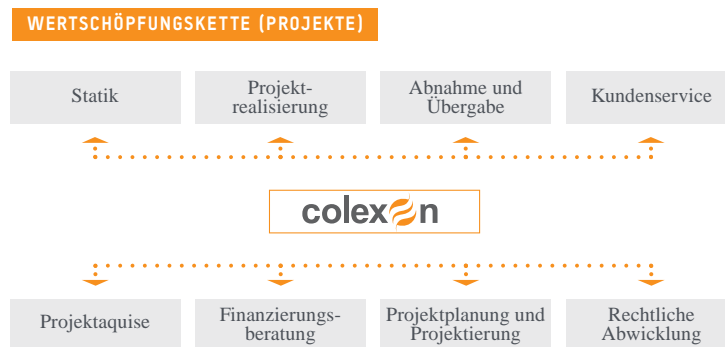 WERTSCHÖPFUNGSKETTE (PROJEKTE)
Statik
Projekt-
realisierung
Abnahme und
Übergabe
Kundenservice
colexon
Projektaquise
Finanzierungs-
beratung
Projektplanung und
Projektierung
Rechtliche
Abwicklung